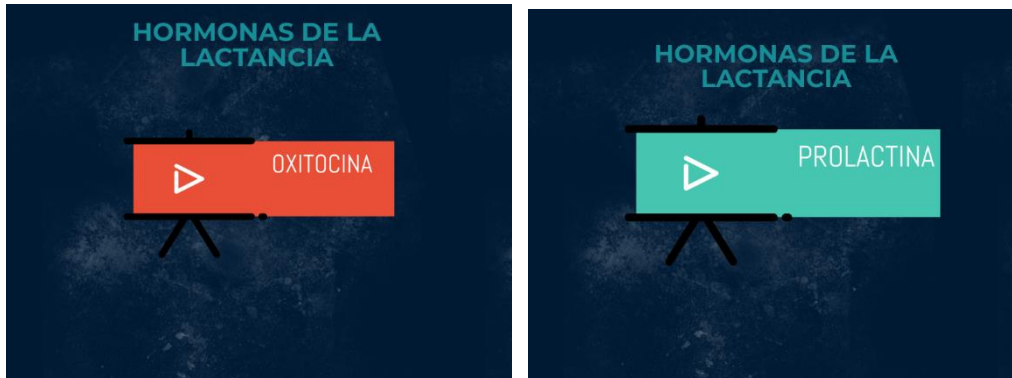 HORMONAS DE LA
LACTANCIA
OXITOCINA
HORMONAS DE LA
LACTANCIA
PROLACTINA